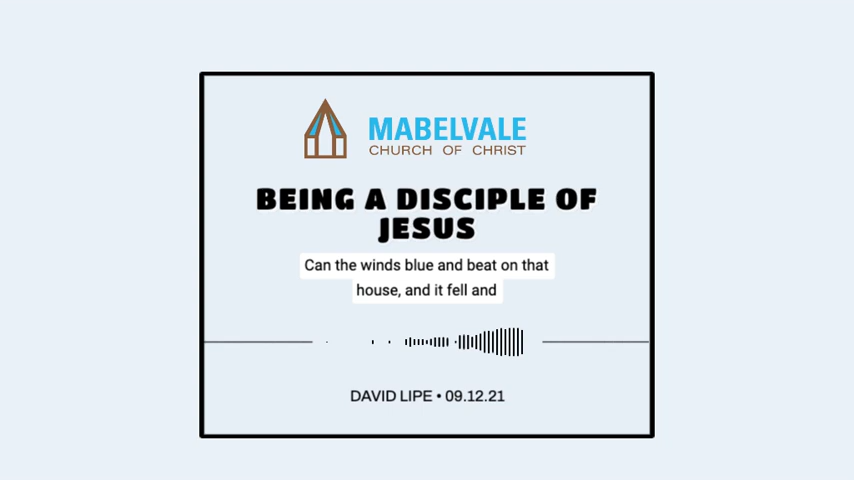 MABELVALE
CHURCH OF CHRIST
BEING A DISCIPLE OF
JESUS
Can the winds blue and beat on that
house, and it fell and
DAVID LIPE • 09.12.21